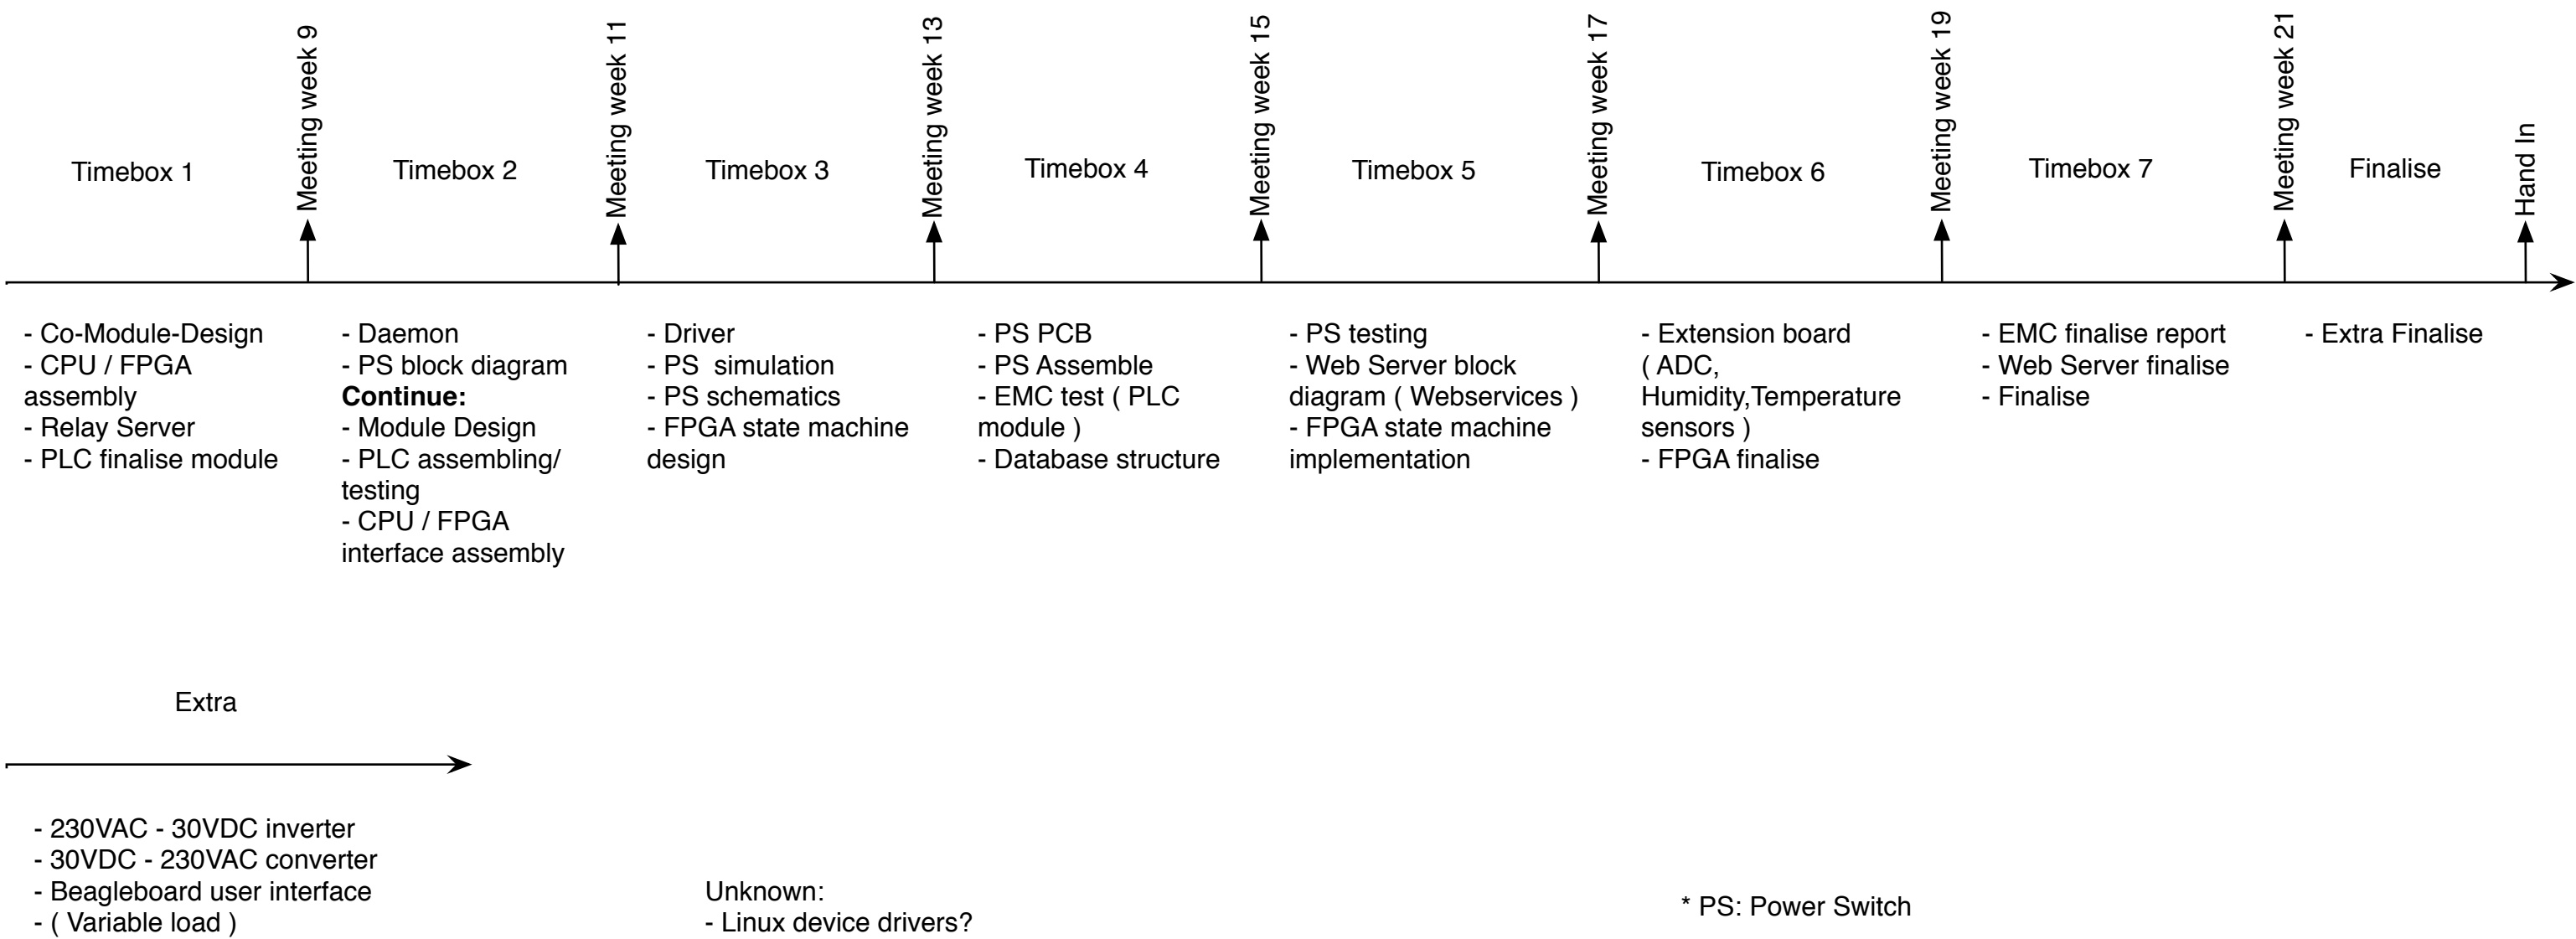 Meeting week 9
Meeting week 11
Meeting week 13
Meeting week 15
Meeting week 17
Meeting week 19
Meeting week 21
Hand In
Timebox 1
Timebox 2
Timebox 3
Timebox 4
Timebox 5
Timebox 6
Timebox 7
Finalise
- Co-Module-Design
- CPU / FPGA
assembly
- Relay Server
- PLC finalise module
- Daemon
- PS block diagram
Continue:
- Module Design
- PLC assembling/
testing
- CPU / FPGA
interface assembly
- Driver
- PS  simulation
- PS schematics
- FPGA state machine
design
- PS PCB
- PS Assemble
- EMC test ( PLC
module )
- Database structure
- PS testing
- Web Server block
diagram ( Webservices )
- FPGA state machine
implementation
- Extension board
( ADC,
Humidity,Temperature
sensors )
- FPGA finalise
- EMC finalise report
- Web Server finalise
- Finalise
- Extra Finalise
Extra
- 230VAC - 30VDC inverter
- 30VDC - 230VAC converter
- Beagleboard user interface
- ( Variable load )
Unknown:
- Linux device drivers?
* PS: Power Switch